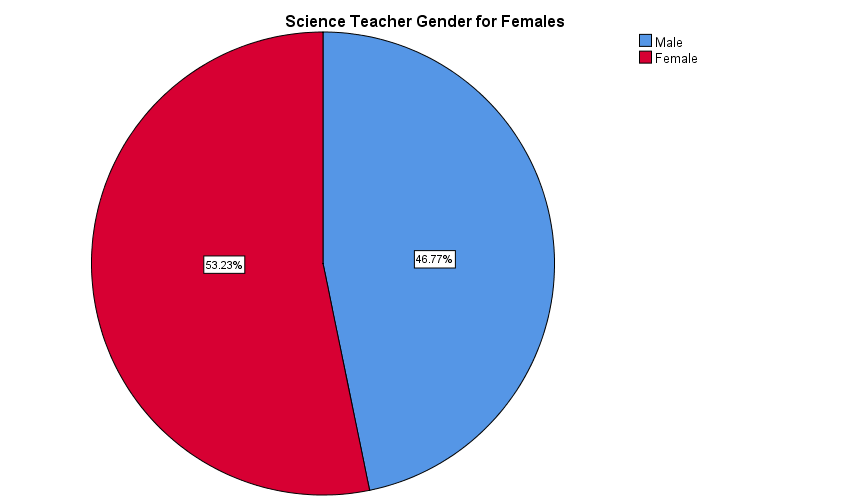 Science Teacher Gender for Females
Male
Female
53.23%
46.77%